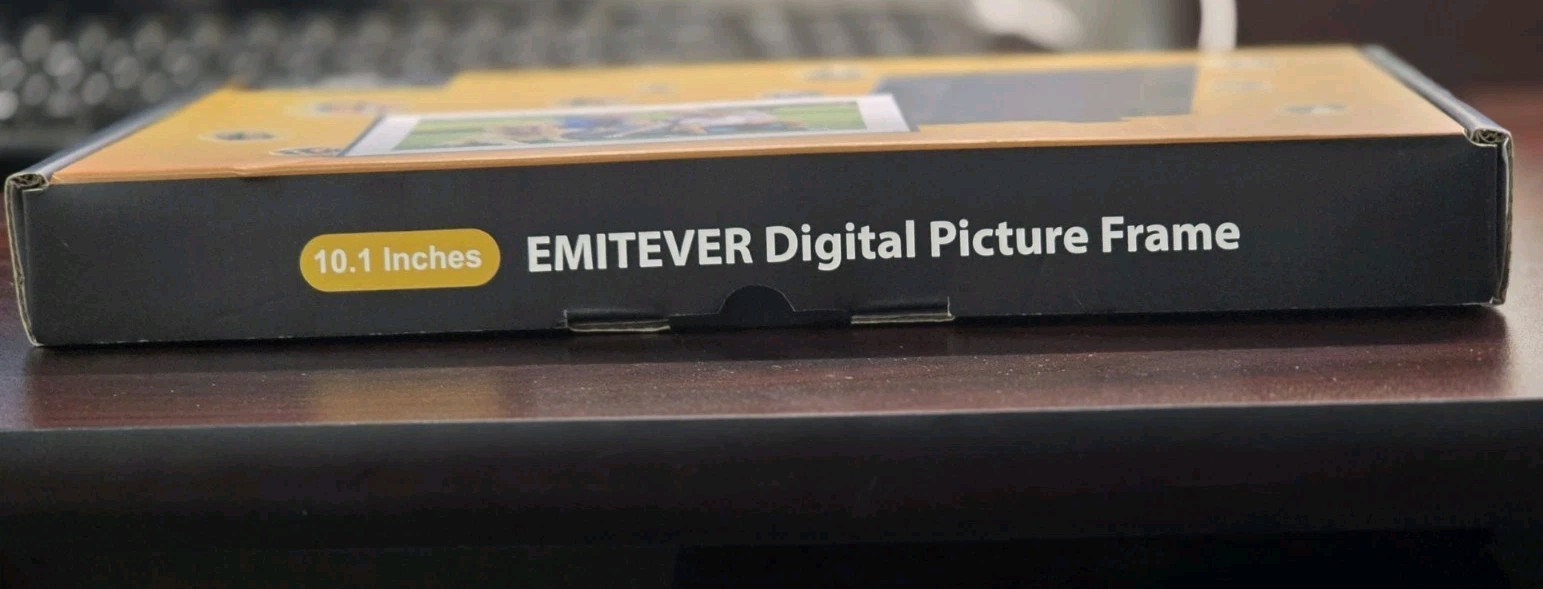 10.1 Inches EMITEVER Digital Picture Frame